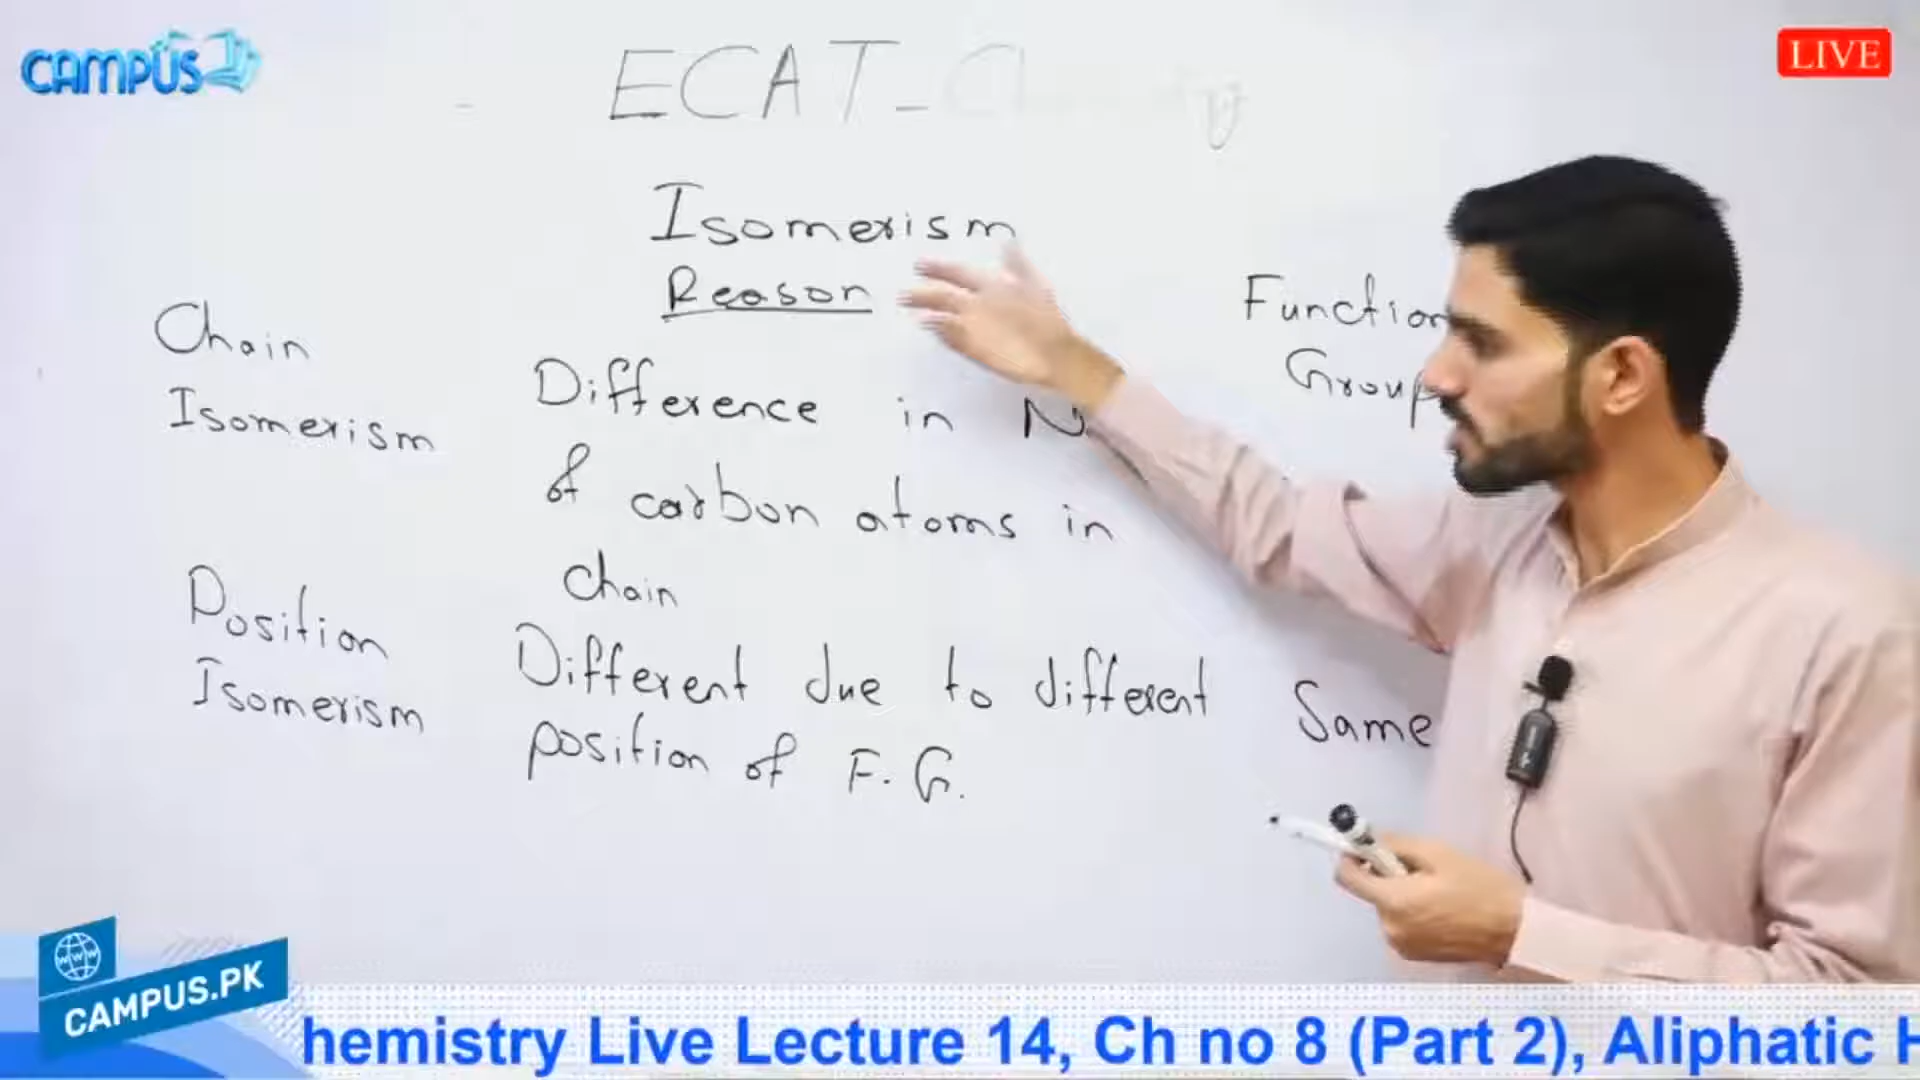 CAMPUS
LIVE
ECAT-
Isomerism
Reason
Function
Group
Chain
Isomerism
Difference in
of carbon atoms in
chain
Position
Isomerism
Different due to different
position of F.G.
Same
CAMPUS.PK
hemistry Live Lecture 14, Ch no 8 (Part 2), Aliphatic H